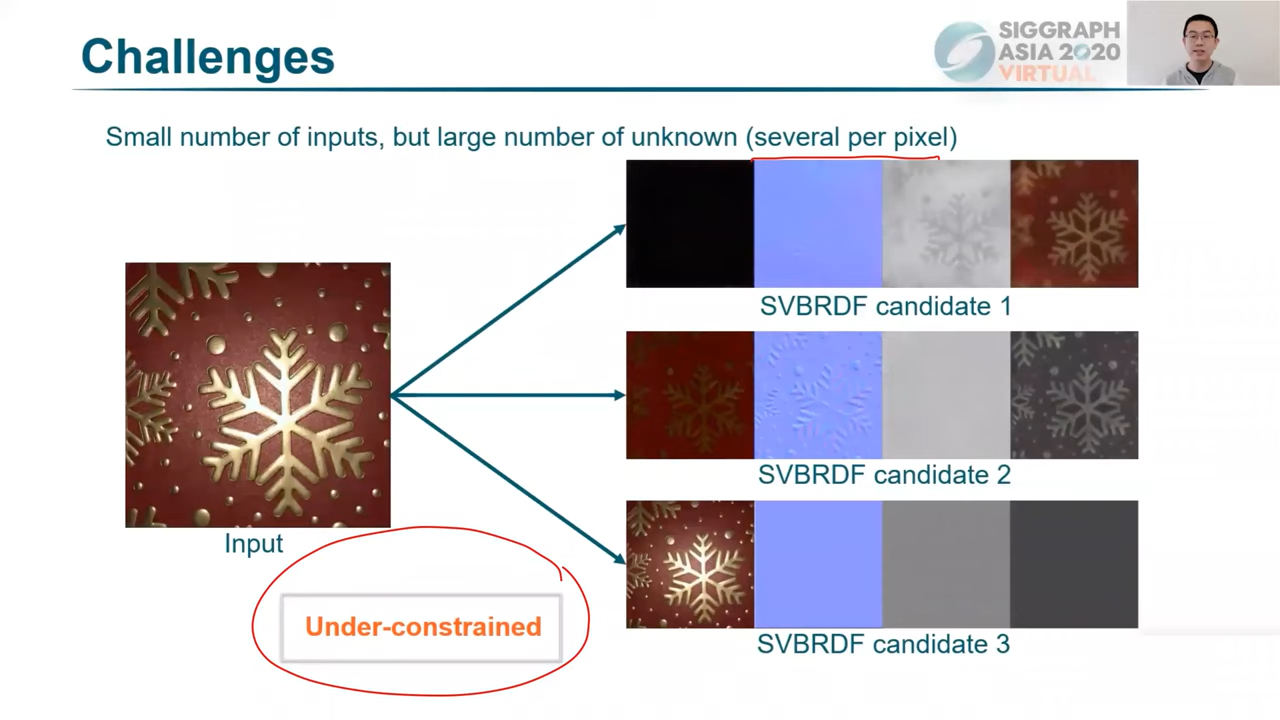 Challenges
SIGGRAPH
ASIA 2020
VIRTUAL
Small number of inputs, but large number of unknown (several per pixel)
SVBRDF candidate 1
SVBRDF candidate 2
Input
Under-constrained
SVBRDF candidate 3